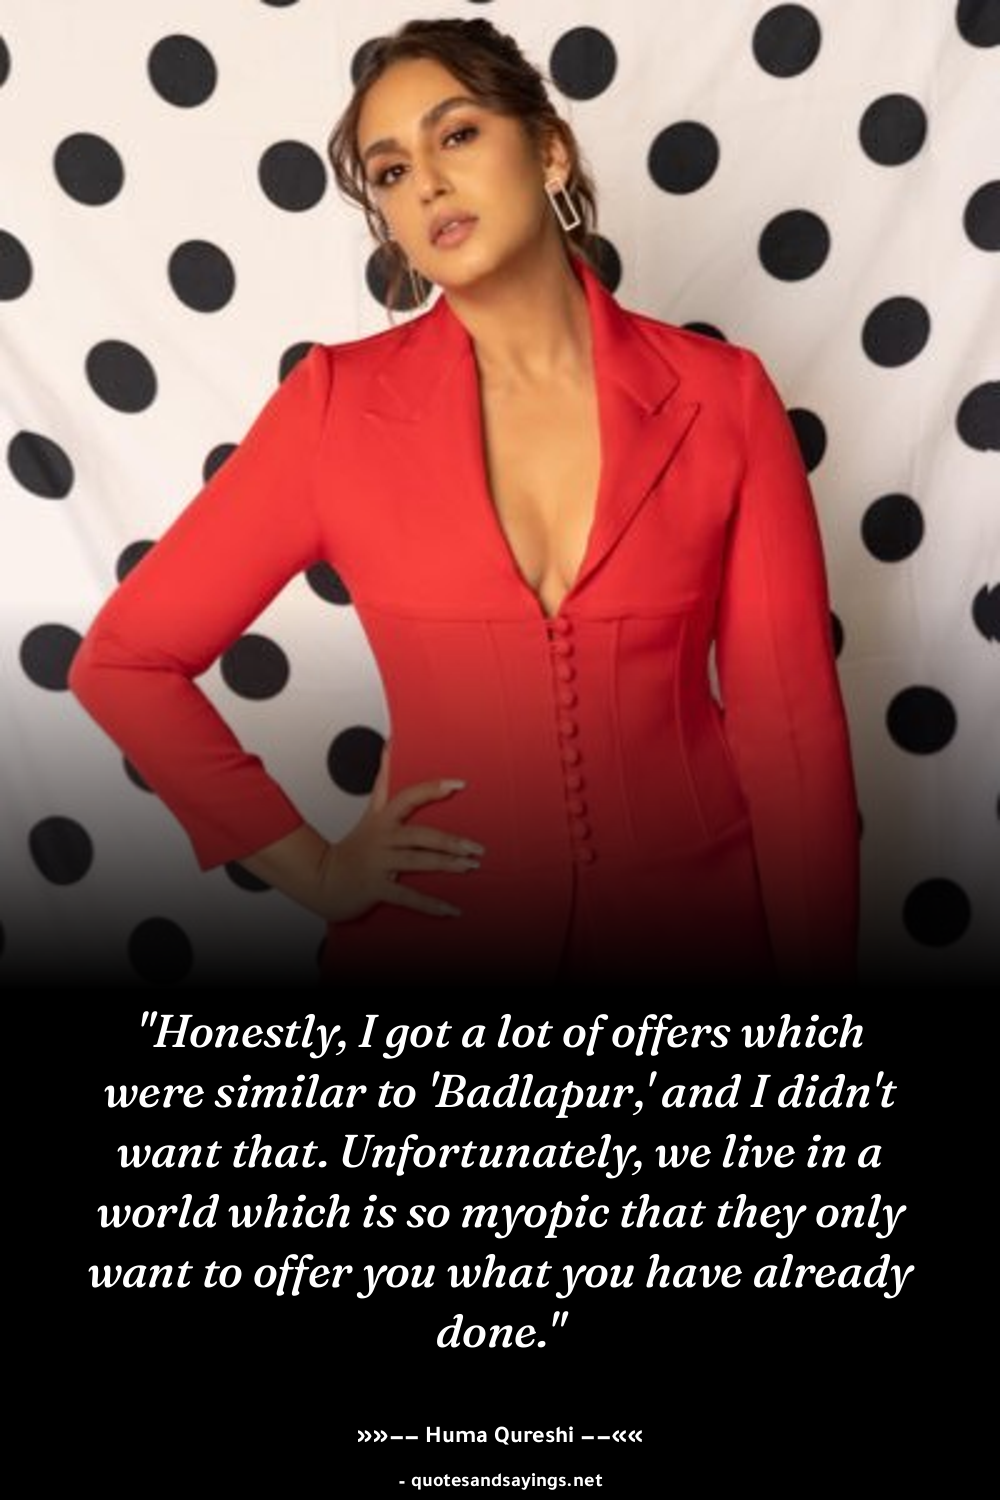 "Honestly, I got a lot of offers which
were similar to 'Badlapur,' and I didn't
want that. Unfortunately, we live in a
world which is so myopic that they only
want to offer you what you have already
done."
»»−− Huma Qureshi −−««
- quotesandsayings.net